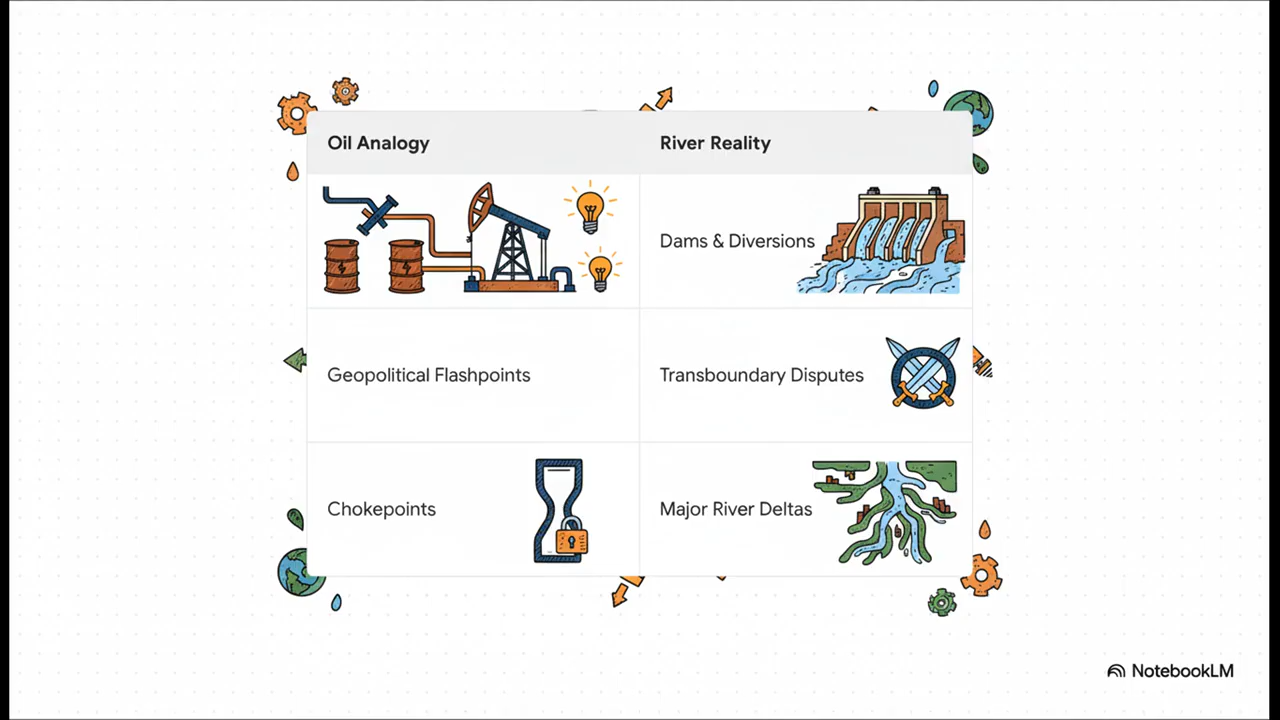 Oil Analogy
River Reality
Dams & Diversions
Geopolitical Flashpoints
Transboundary Disputes
Chokepoints
Major River Deltas
NotebookLM